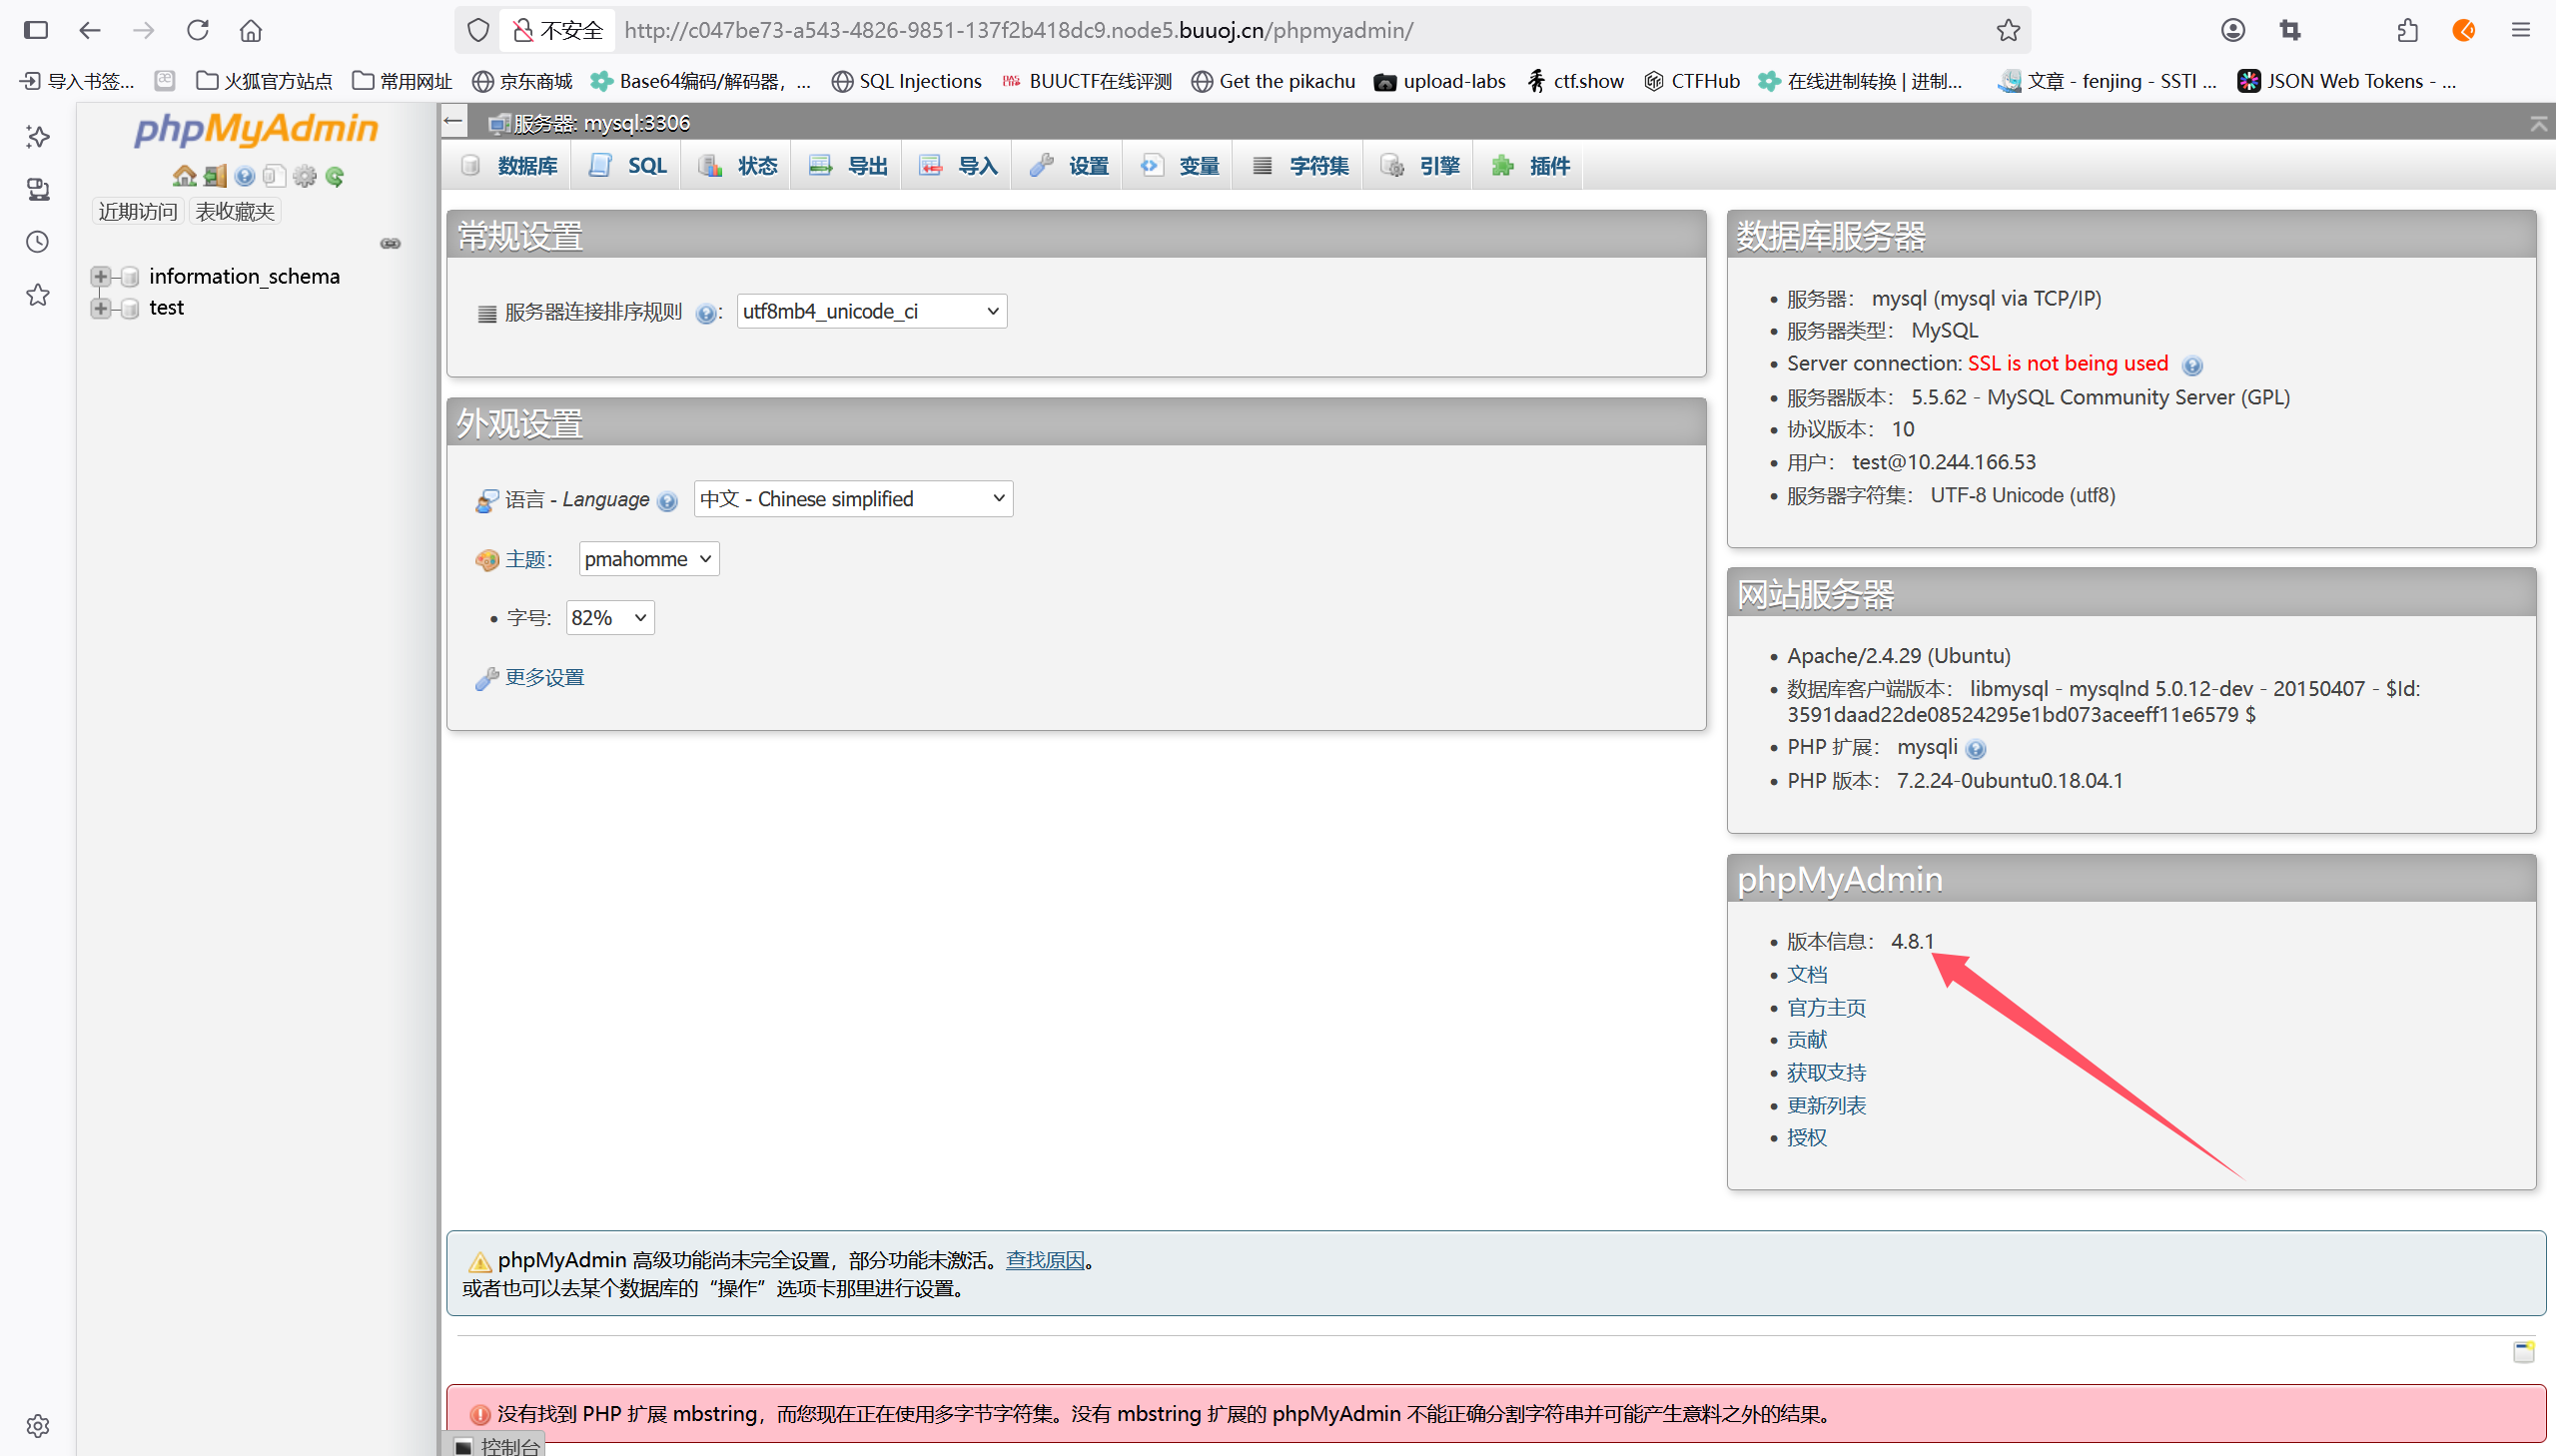 不安全 http://c047be73-a543-4826-9851-137f2b418dc9.node5.buuoj.cn/phpmyadmin/
导入书签... 火狐官方站点 常用网址 京东商城 Base64编码/解码器，... SQL Injections BUUCTF在线评测 Get the pikachu upload-labs ctf.show CTFHub 在线进制转换 | 进制... 文章 - fenjing - SSTI ... JSON Web Tokens - ...
phpMyAdmin
近期访问 表收藏夹
information_schema
test
服务器: mysql:3306
数据库 SQL 状态 导出 导入 设置 变量 字符集 引擎 插件
常规设置
服务器连接排序规则 : utf8mb4_unicode_ci
外观设置
语言 - Language 中文 - Chinese simplified
主题： pmahomme
字号: 82%
更多设置
数据库服务器
服务器： mysql (mysql via TCP/IP)
服务器类型： MySQL
Server connection: SSL is not being used
服务器版本： 5.5.62 - MySQL Community Server (GPL)
协议版本： 10
用户： test@10.244.166.53
服务器字符集： UTF-8 Unicode (utf8)
网站服务器
Apache/2.4.29 (Ubuntu)
数据库客户端版本： libmysql - mysqlnd 5.0.12-dev - 20150407 - $Id:
3591daad22de08524295e1bd073aceeff11e6579 $
PHP 扩展： mysqli
PHP 版本： 7.2.24-0ubuntu0.18.04.1
phpMyAdmin
版本信息： 4.8.1
文档
官方主页
贡献
获取支持
更新列表
授权
phpMyAdmin 高级功能尚未完全设置，部分功能未激活。查找原因。
或者也可以去某个数据库的“操作”选项卡那里进行设置。
没有找到 PHP 扩展 mbstring，而您现在正在使用多字节字符集。没有 mbstring 扩展的 phpMyAdmin 不能正确分割字符串并可能产生意料之外的结果。
控制台